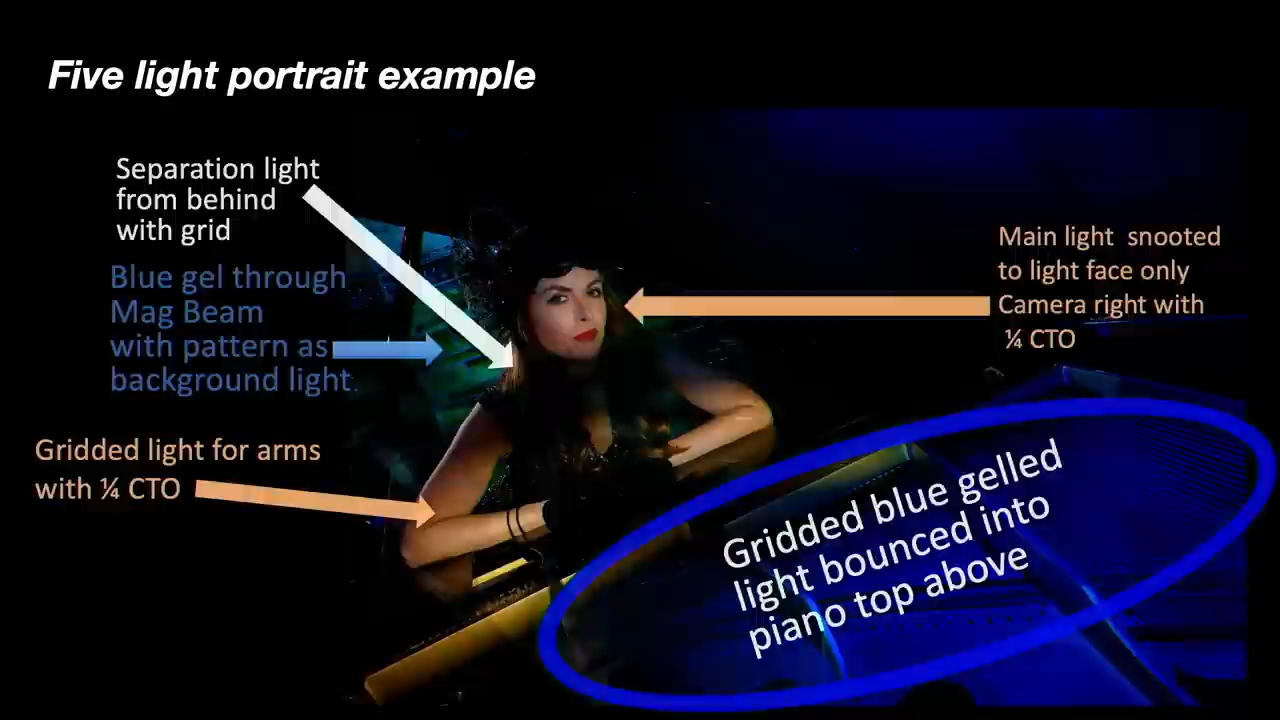 Five light portrait example
Separation light
from behind
with grid
Blue gel through
Mag Beam
with pattern as
background light.
Gridded light for arms
with ¼ CTO
Main light snooted
to light face only
Camera right with
¼ CTO
Gridded blue gelled
light bounced into
piano top above